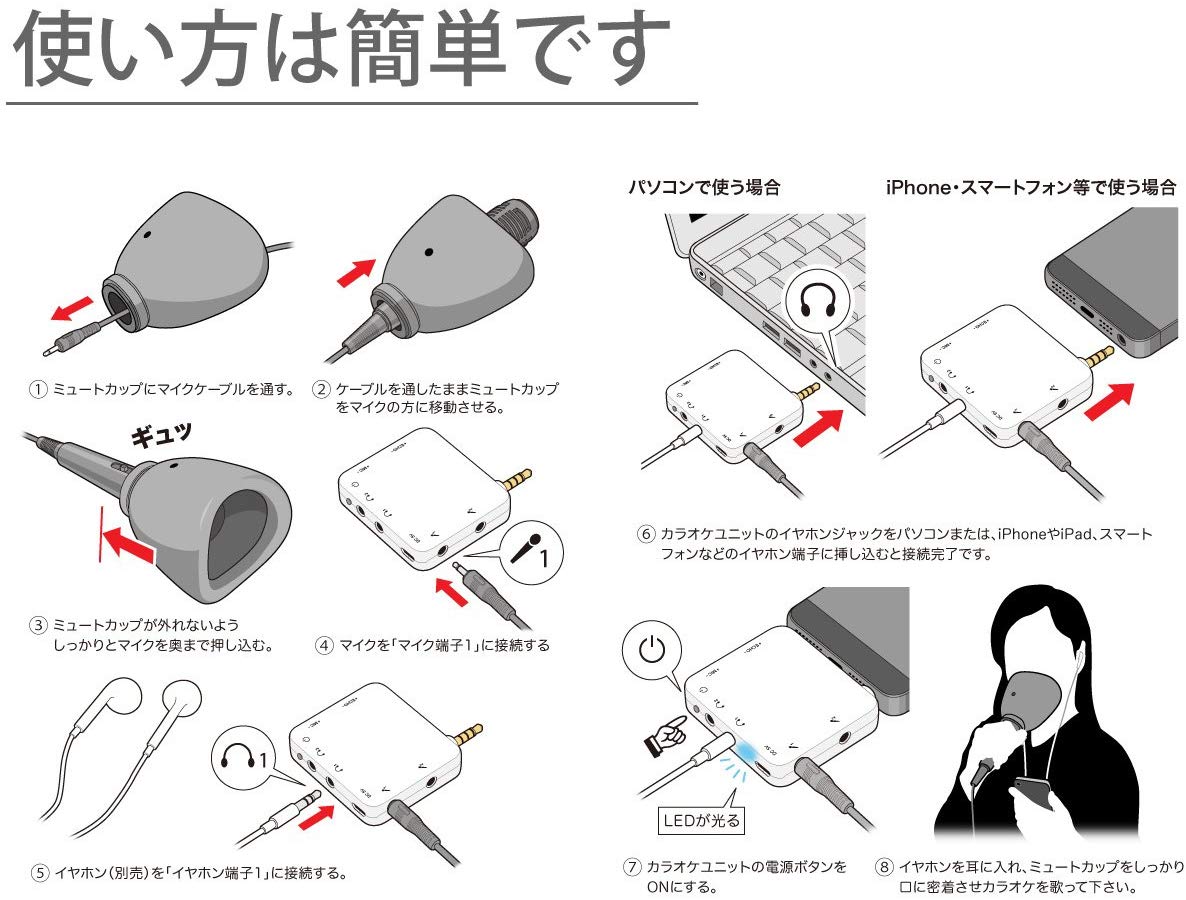 使い方は簡単です
① ミュートカップにマイクケーブルを通す。
② ケーブルを通したままミュートカップ
をマイクの方に移動させる。
ギュッ
③ ミュートカップが外れないよう
しっかりとマイクを奥まで押し込む。
1
④ マイクを「マイク端子1」に接続する
1
⑤ イヤホン(別売)を「イヤホン端子1」に接続する。
パソコンで使う場合
iPhone・スマートフォン等で使う場合
⑥ カラオケユニットのイヤホンジャックをパソコンまたは、iPhoneやiPad、スマート
フォンなどのイヤホン端子に挿し込むと接続完了です。
LEDが光る
⑦ カラオケユニットの電源ボタンを
ONにする。
⑧ イヤホンを耳に入れ、ミュートカップをしっかり
口に密着させカラオケを歌って下さい。